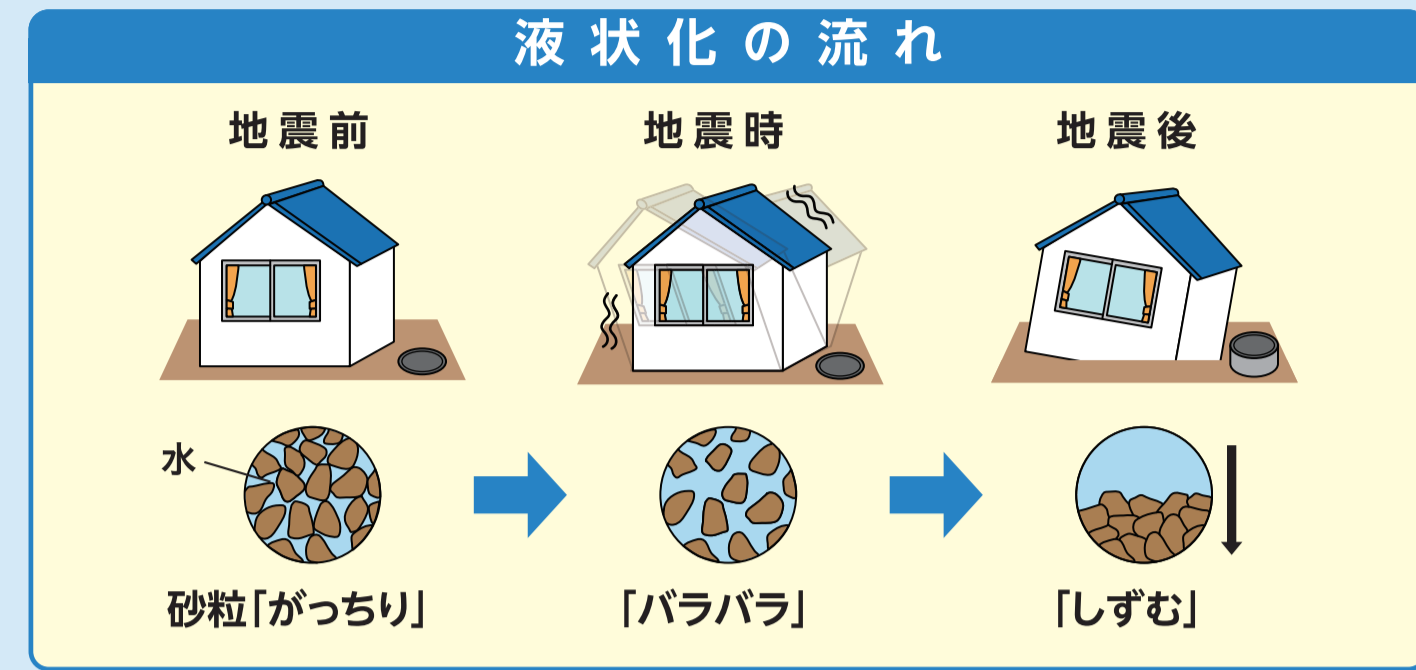 液状化の流れ
地震前
地震時
地震後
水
砂粒「がっちり」
「バラバラ」
「しずむ」